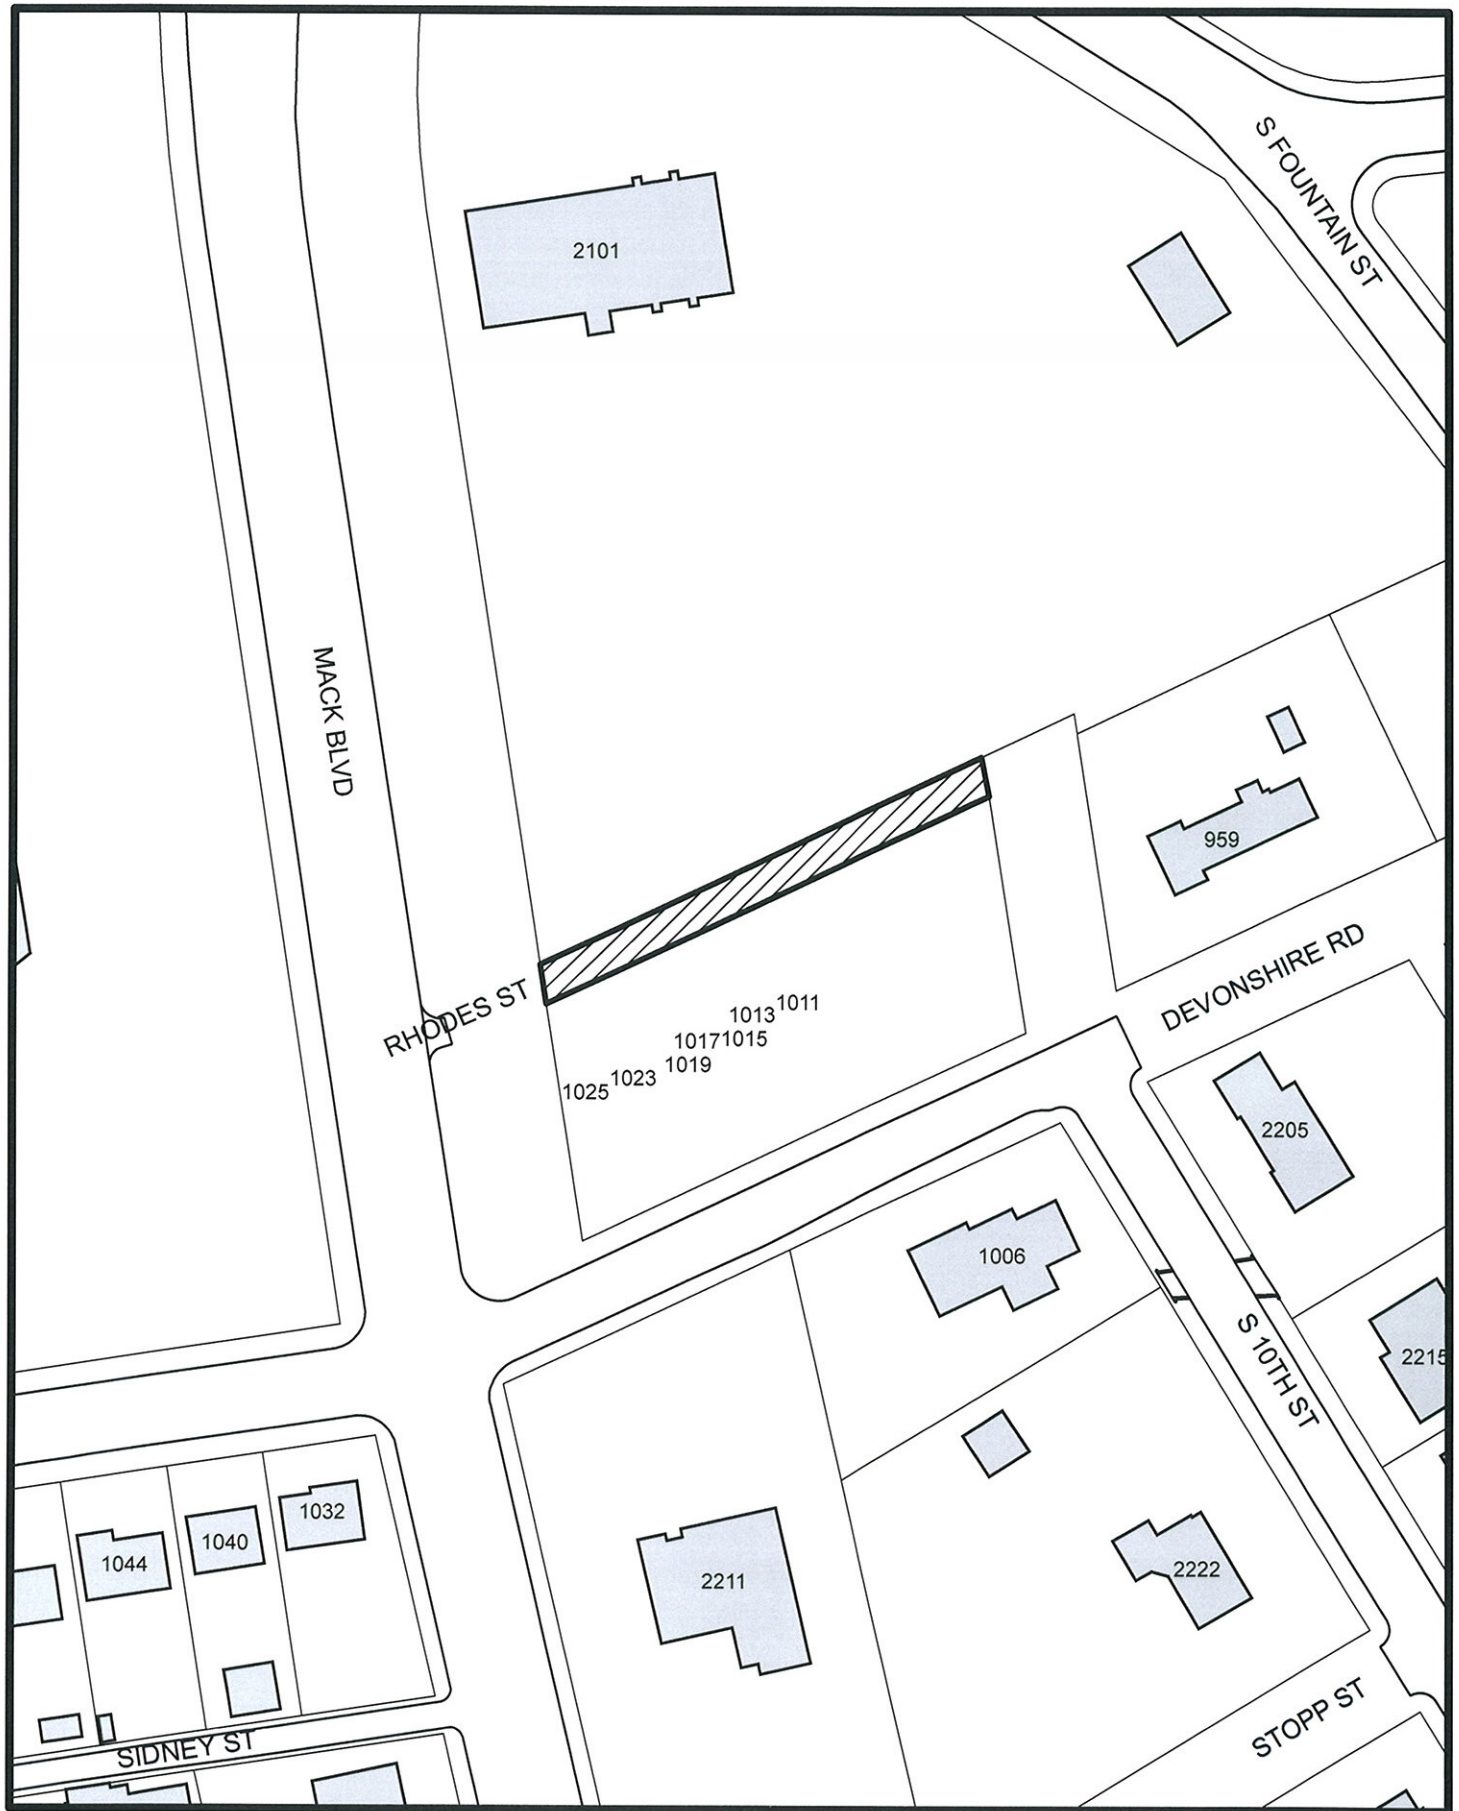 S FOUNTAIN ST
2101
MACK BLVD
959
DEVONSHIRE RD
RHODES ST
1013 1011
1017 1015
1025 1023 1019
2205
1006
S 10TH ST
2215
1044 1040 1032
2211
2222
STOPP ST
SIDNEY ST